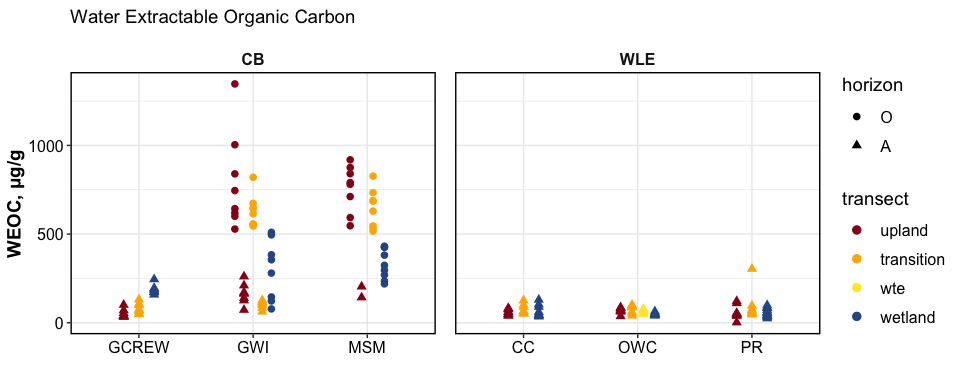 Water Extractable Organic Carbon
CB
WLE
WEOC, μg/g
1000
500
0
GCREW
GWI
MSM
CC
OWC
PR
horizon
O
A
transect
upland
transition
wte
wetland